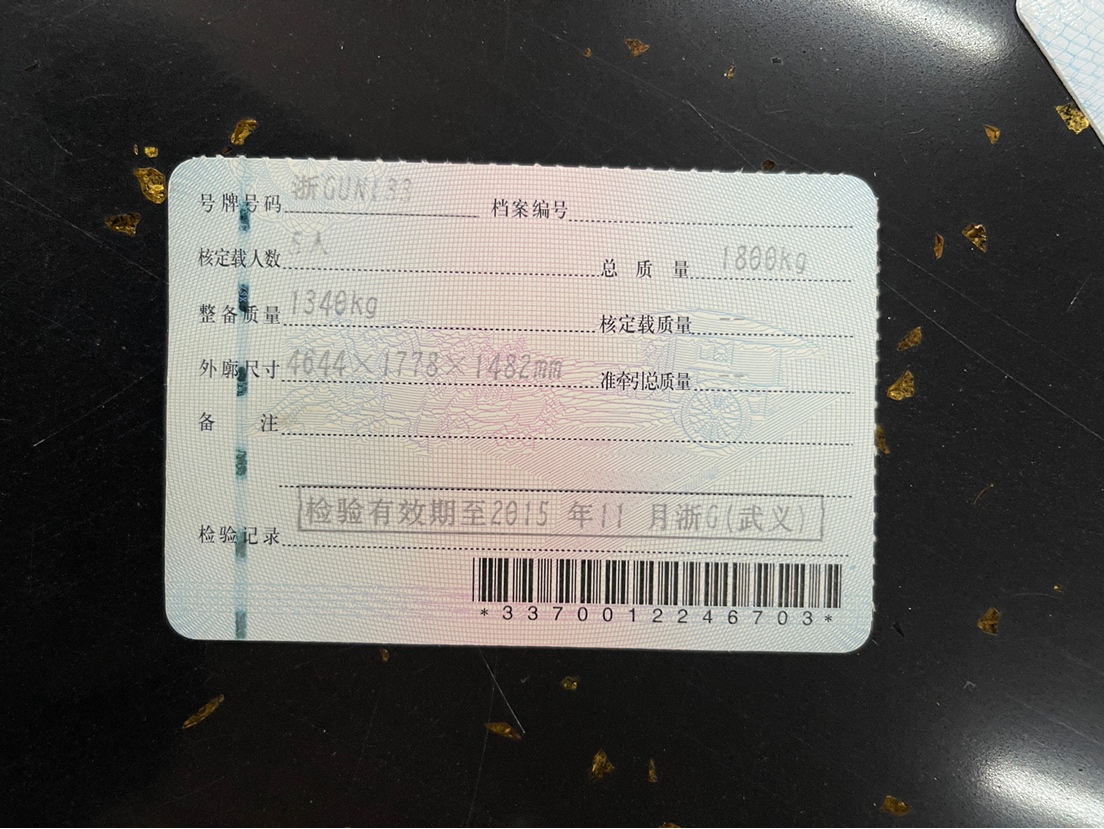 号牌号码 浙GUN133 档案编号
核定载人数 5人 总质量 1800kg
整备质量 1340kg 核定载质量 --
外廓尺寸 4644×1778×1482mm 准牵引总质量 --
备注
检验记录 检验有效期至2015年11月浙G(武义)
*3370012246703*